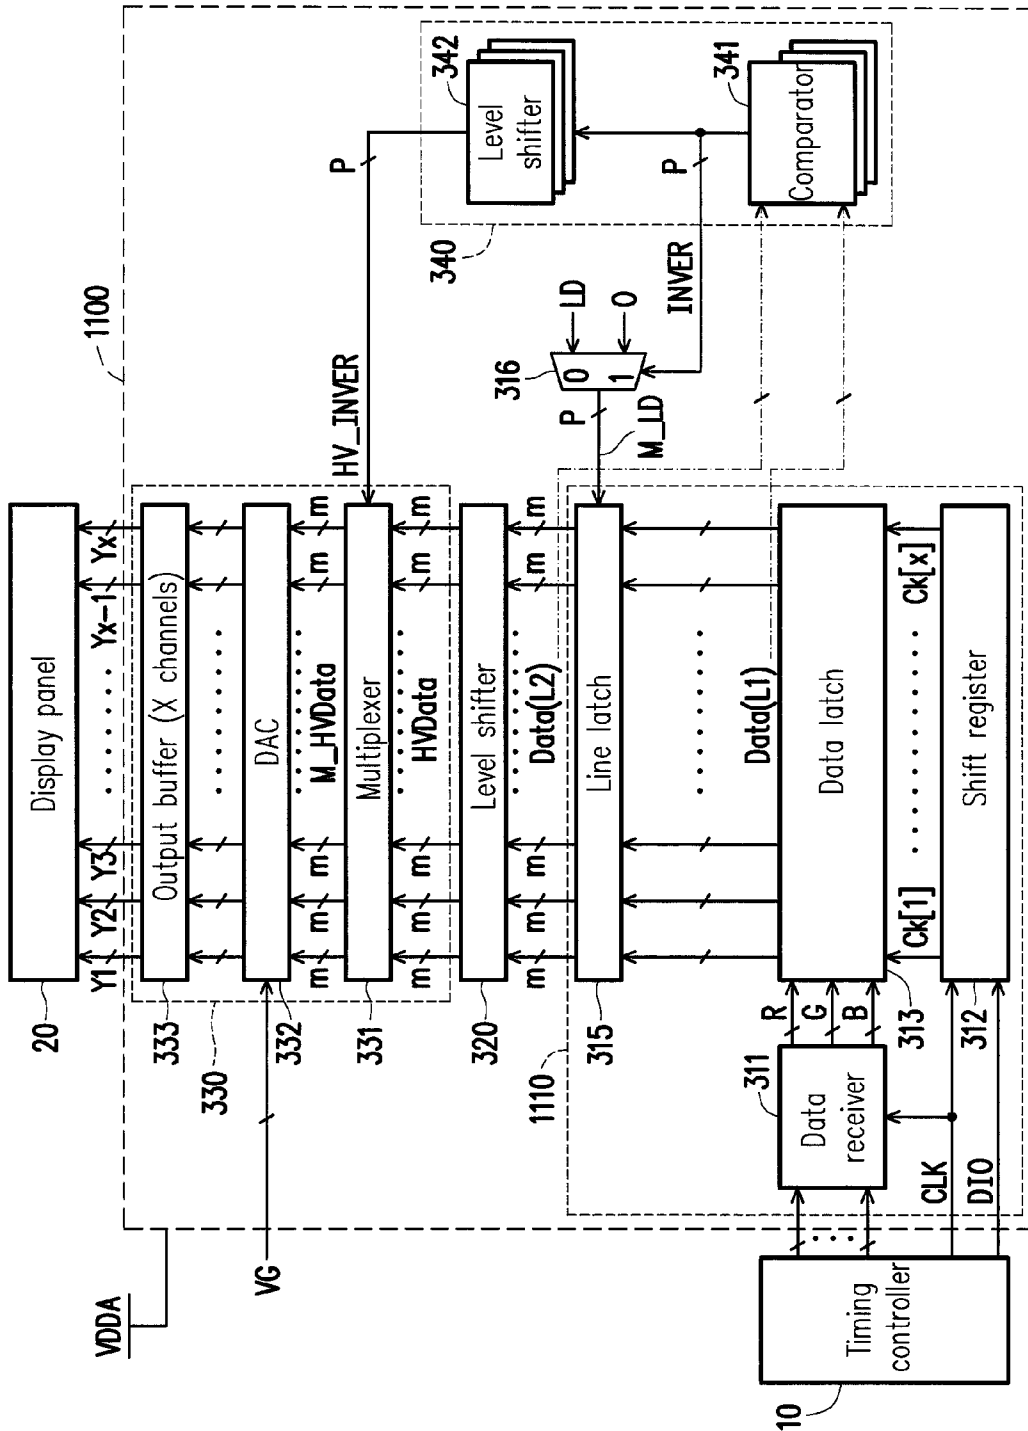 1100
VDDA
20
Display panel
Y1
Y2
Y3
Yx-1
Yx
333
Output buffer (X channels)
330
332
DAC
VG
m
m
m
M_HVData
m
m
331
Multiplexer
HV_INVER
P
m
m
m
HVData
m
m
320
Level shifter
342
Level
shifter
340
m
m
m
Data(L2)
m
m
1110
315
Line latch
P
M_LD
316
0
1
LD
0
INVER
P
Data(L1)
311
Data
receiver
R
G
B
313
Data latch
341
Comparator
Ck[1]
Ck[x]
CLK
DIO
312
Shift register
10
Timing
controller